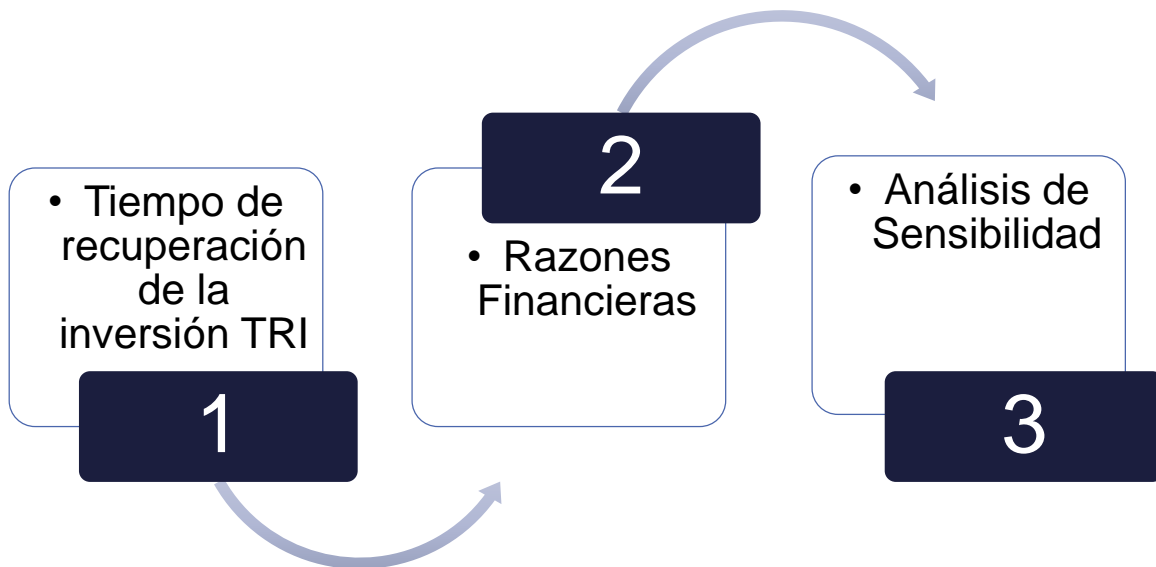 • Tiempo de
recuperación
de la
inversión TRI
1
2
• Razones
Financieras
• Análisis de
Sensibilidad
3